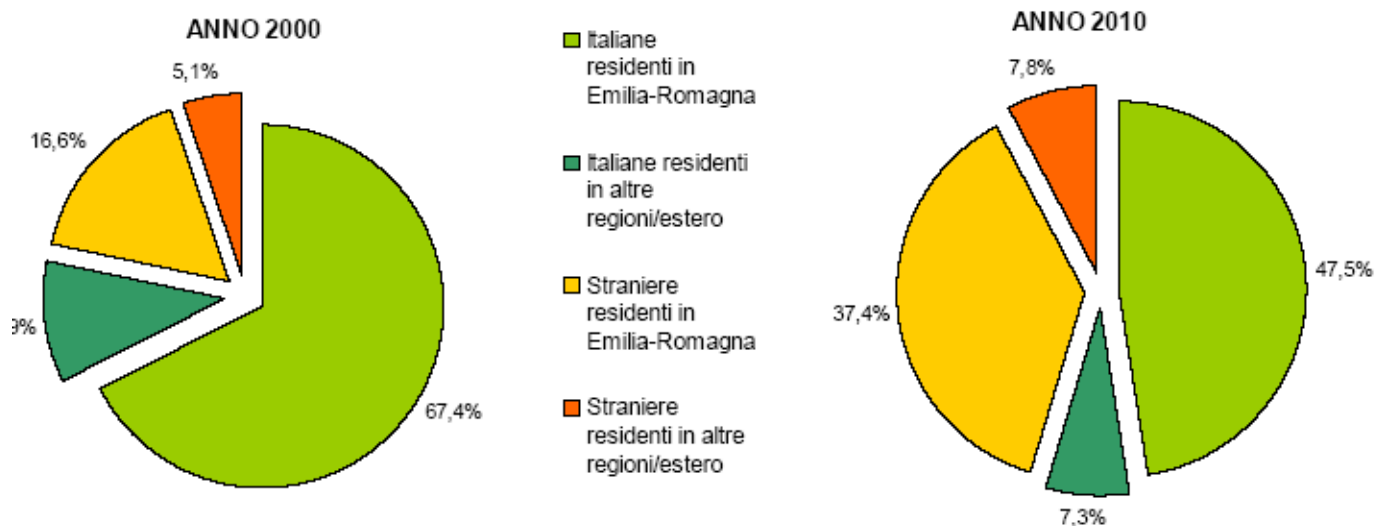 ANNO 2000
5,1%
16,6%
9%
67,4%
Italiane
residenti in
Emilia-Romagna
Italiane residenti
in altre
regioni/estero
Straniere
residenti in
Emilia-Romagna
Straniere
residenti in altre
regioni/estero
ANNO 2010
7,8%
47,5%
37,4%
7,3%